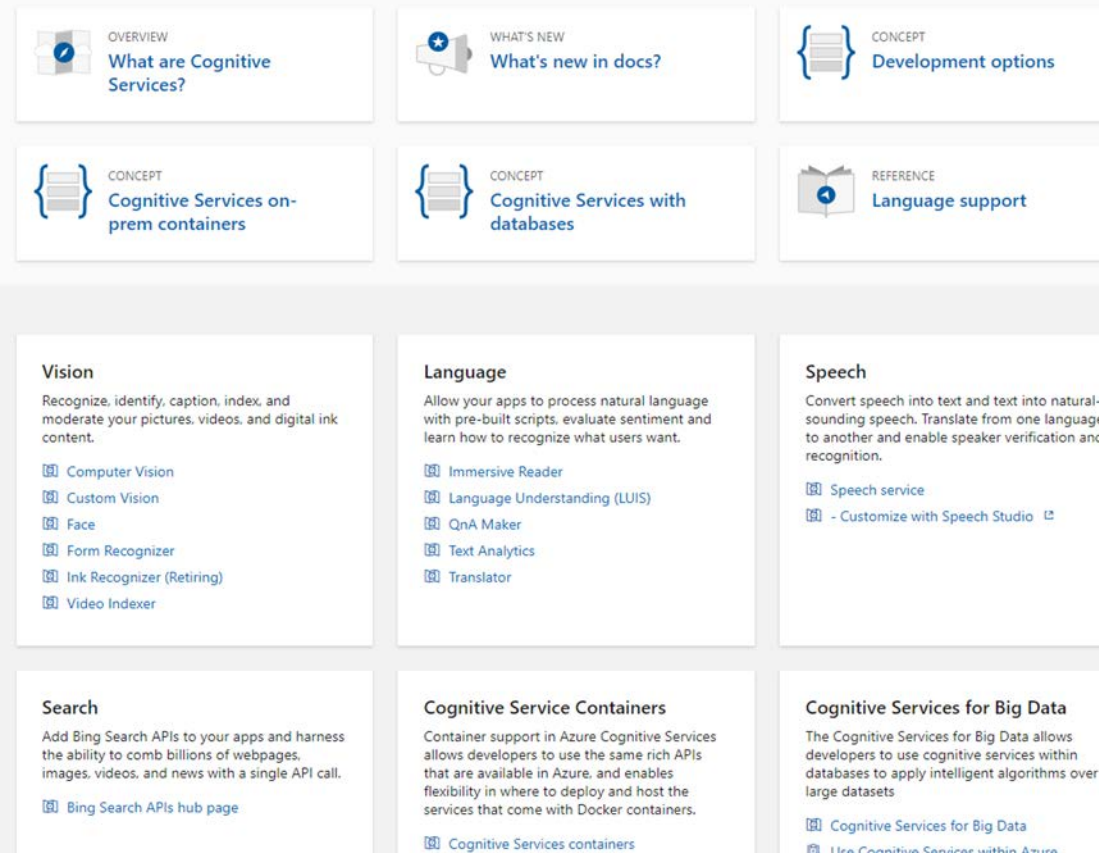 OVERVIEW
What are Cognitive
Services?
WHAT'S NEW
What's new in docs?
CONCEPT
Development options
CONCEPT
Cognitive Services on-
prem containers
CONCEPT
Cognitive Services with
databases
REFERENCE
Language support
Vision
Recognize, identify, caption, index, and
moderate your pictures, videos, and digital ink
content.
Computer Vision
Custom Vision
Face
Form Recognizer
Ink Recognizer (Retiring)
Video Indexer
Language
Allow your apps to process natural language
with pre-built scripts, evaluate sentiment and
learn how to recognize what users want.
Immersive Reader
Language Understanding (LUIS)
QnA Maker
Text Analytics
Translator
Speech
Convert speech into text and text into natural-
sounding speech. Translate from one language
to another and enable speaker verification and
recognition.
Speech service
- Customize with Speech Studio
Search
Add Bing Search APIs to your apps and harness
the ability to comb billions of webpages,
images, videos, and news with a single API call.
Bing Search APIs hub page
Cognitive Service Containers
Container support in Azure Cognitive Services
allows developers to use the same rich APIs
that are available in Azure, and enables
flexibility in where to deploy and host the
services that come with Docker containers.
Cognitive Services containers
Cognitive Services for Big Data
The Cognitive Services for Big Data allows
developers to use cognitive services within
databases to apply intelligent algorithms over
large datasets
Cognitive Services for Big Data
Use Cognitive Services within Azure